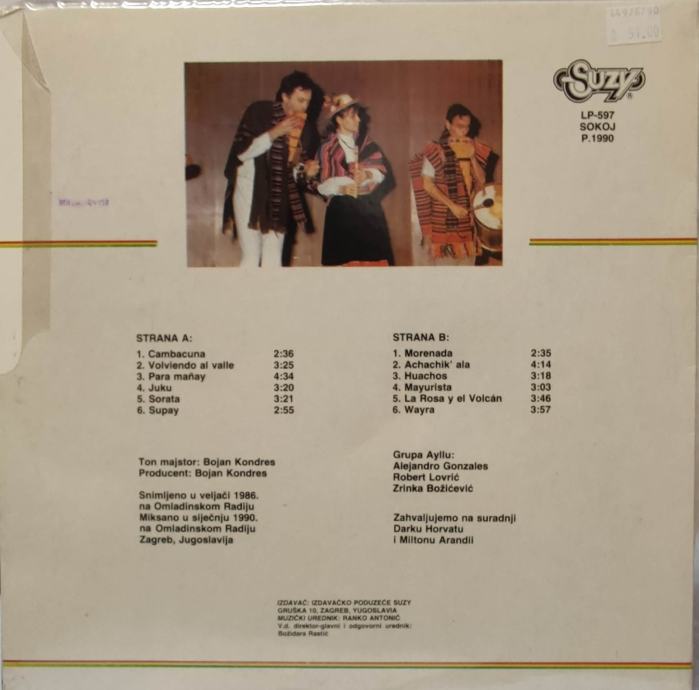 Suzy
LP-597
SOKOJ
P.1990
STRANA A:
1. Cambacuna 2:36
2. Volviendo al valle 3:25
3. Para mañay 4:34
4. Juku 3:20
5. Sorata 3:21
6. Supay 2:55
STRANA B:
1. Morenada 2:35
2. Achachik' ala 4:14
3. Huachos 3:18
4. Mayurista 3:03
5. La Rosa y el Volcán 3:46
6. Wayra 3:57
Ton majstor: Bojan Kondres
Producent: Bojan Kondres
Snimljeno u veljači 1986.
na Omladinskom Radiju
Miksano u siječnju 1990.
na Omladinskom Radiju
Zagreb, Jugoslavija
Grupa Ayllu:
Alejandro Gonzales
Robert Lovrić
Zrinka Božićević
Zahvaljujemo na suradnji
Darku Horvatu
i Miltonu Arandii
IZDAVAČ: IZDAVAČKO PODUZEĆE SUZY
GRUŠKA 10, ZAGREB, YUGOSLAVIA
MUZIČKI UREDNIK: RANKO ANTONIĆ
V.d. direktor-glavni i odgovorni urednik:
Božidara Rastić